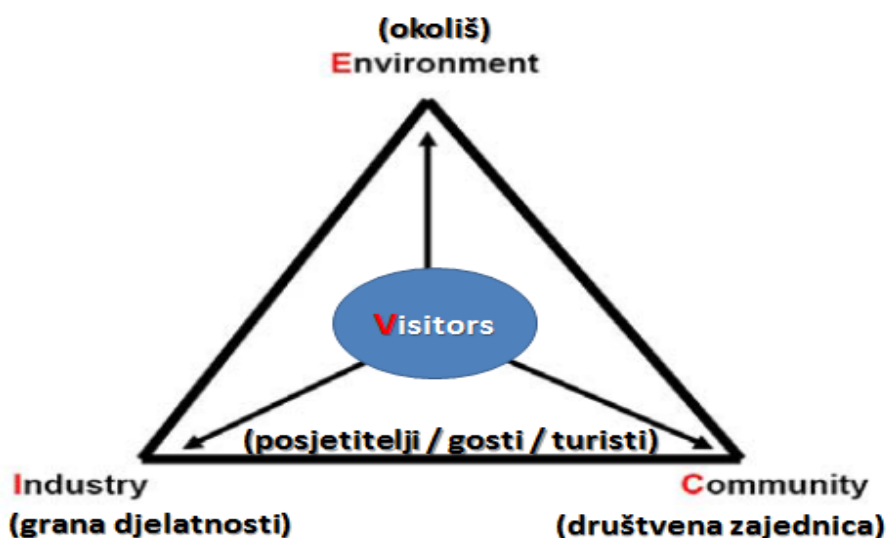 (okoliš)
Environment
Visitors
(posjetitelji / gosti / turisti)
Industry
(grana djelatnosti)
Community
(društvena zajednica)